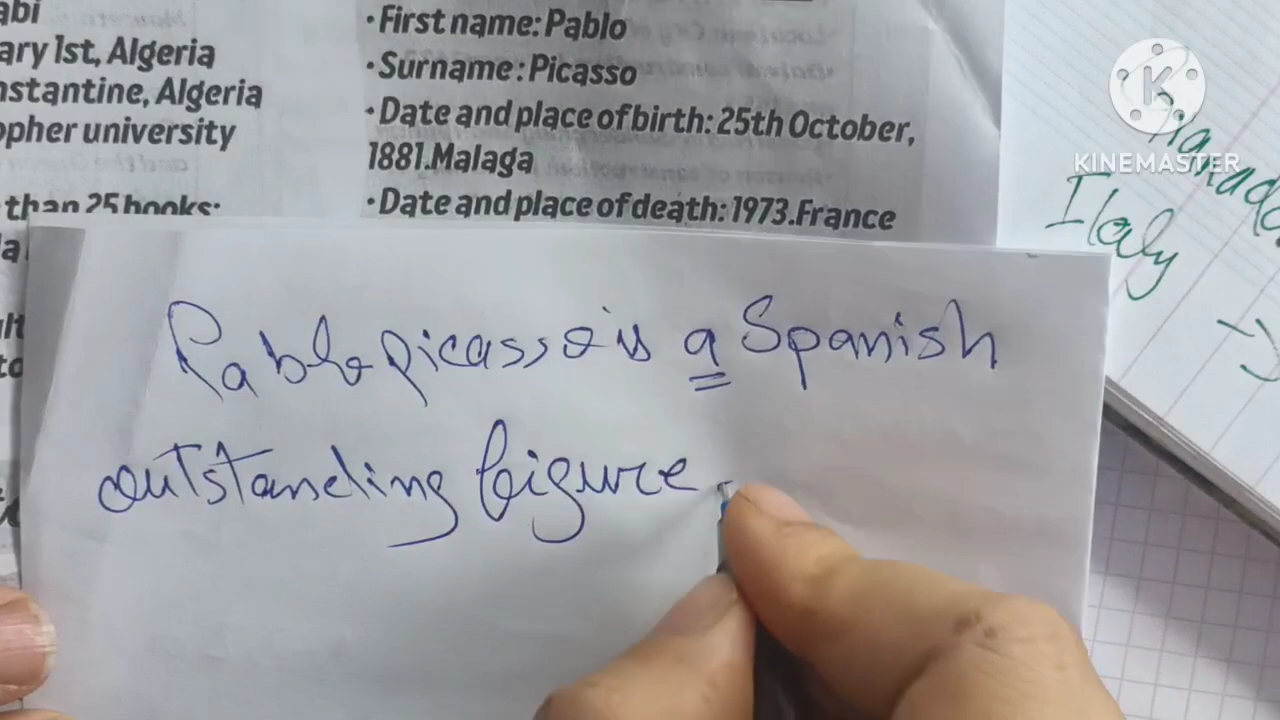 abi
ary 1st, Algeria
nstantine, Algeria
opher university
than 25 books:
• First name: Pablo
• Surname: Picasso
• Date and place of birth: 25th October,
1881.Malaga
• Date and place of death: 1973.France
KINEMASTER
Italy
Pablo picasso is a Spanish
outstanding figure